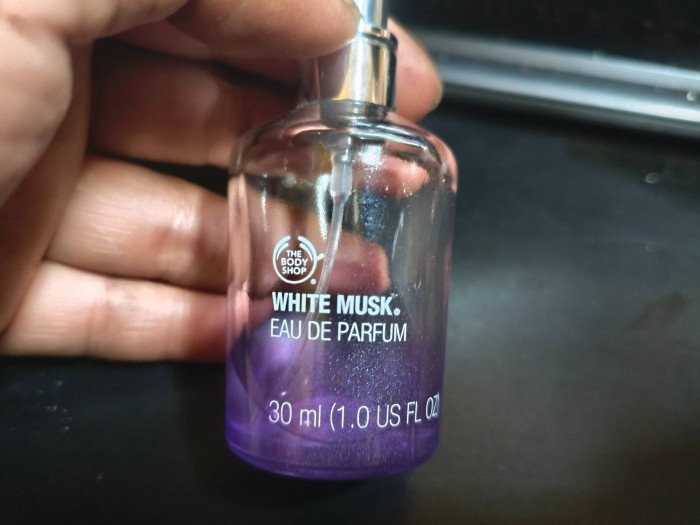 THE
BODY
SHOP®
WHITE MUSK®
EAU DE PARFUM
30 ml (1.0 US FL OZ)